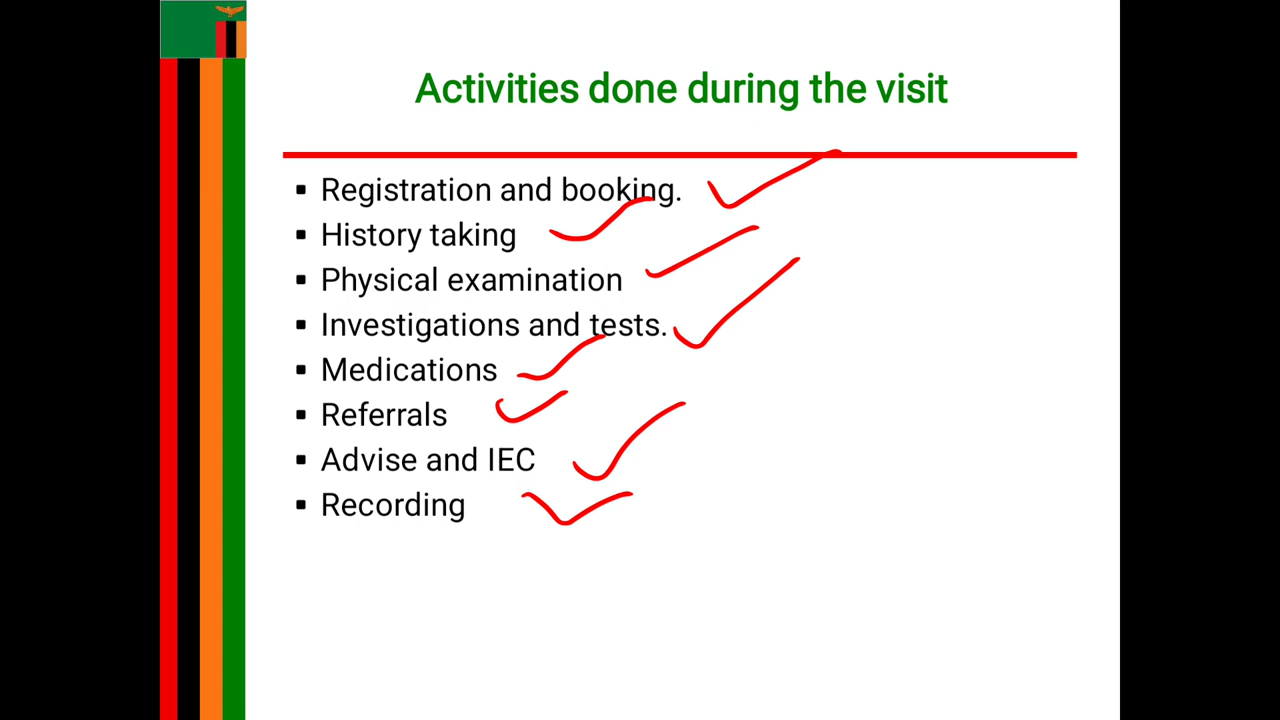 Activities done during the visit
▪ Registration and booking.
▪ History taking
▪ Physical examination
▪ Investigations and tests.
▪ Medications
▪ Referrals
▪ Advise and IEC
▪ Recording